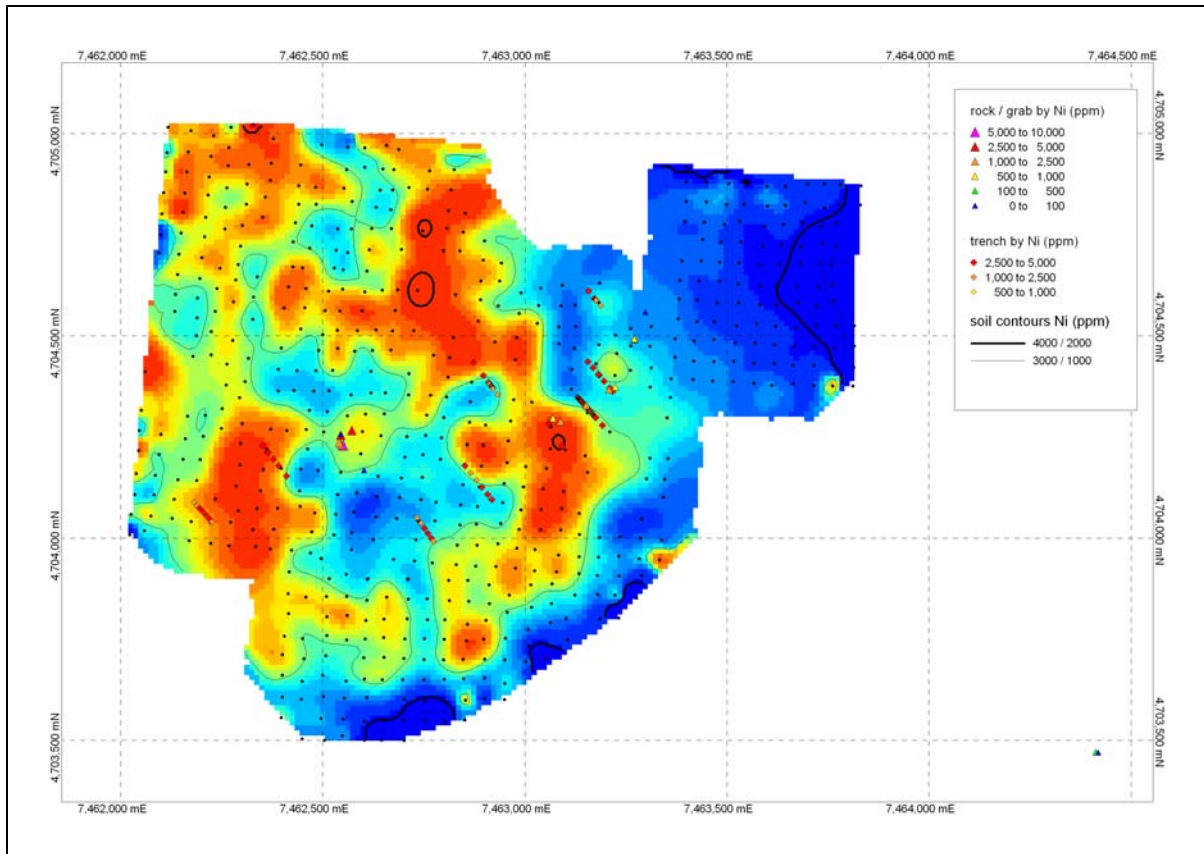 7,462,000 mE 7,462,500 mE 7,463,000 mE 7,463,500 mE 7,464,000 mE 7,464,500 mE
4,705,000 mN
4,705,000 mN
rock / grab by Ni (ppm)
5,000 to 10,000
2,500 to 5,000
1,000 to 2,500
500 to 1,000
100 to 500
0 to 100
trench by Ni (ppm)
2,500 to 5,000
1,000 to 2,500
500 to 1,000
soil contours Ni (ppm)
4000 / 2000
3000 / 1000
4,704,500 mN
4,704,500 mN
4,704,000 mN
4,704,000 mN
4,703,500 mN
4,703,500 mN
7,462,000 mE 7,462,500 mE 7,463,000 mE 7,463,500 mE 7,464,000 mE 7,464,500 mE